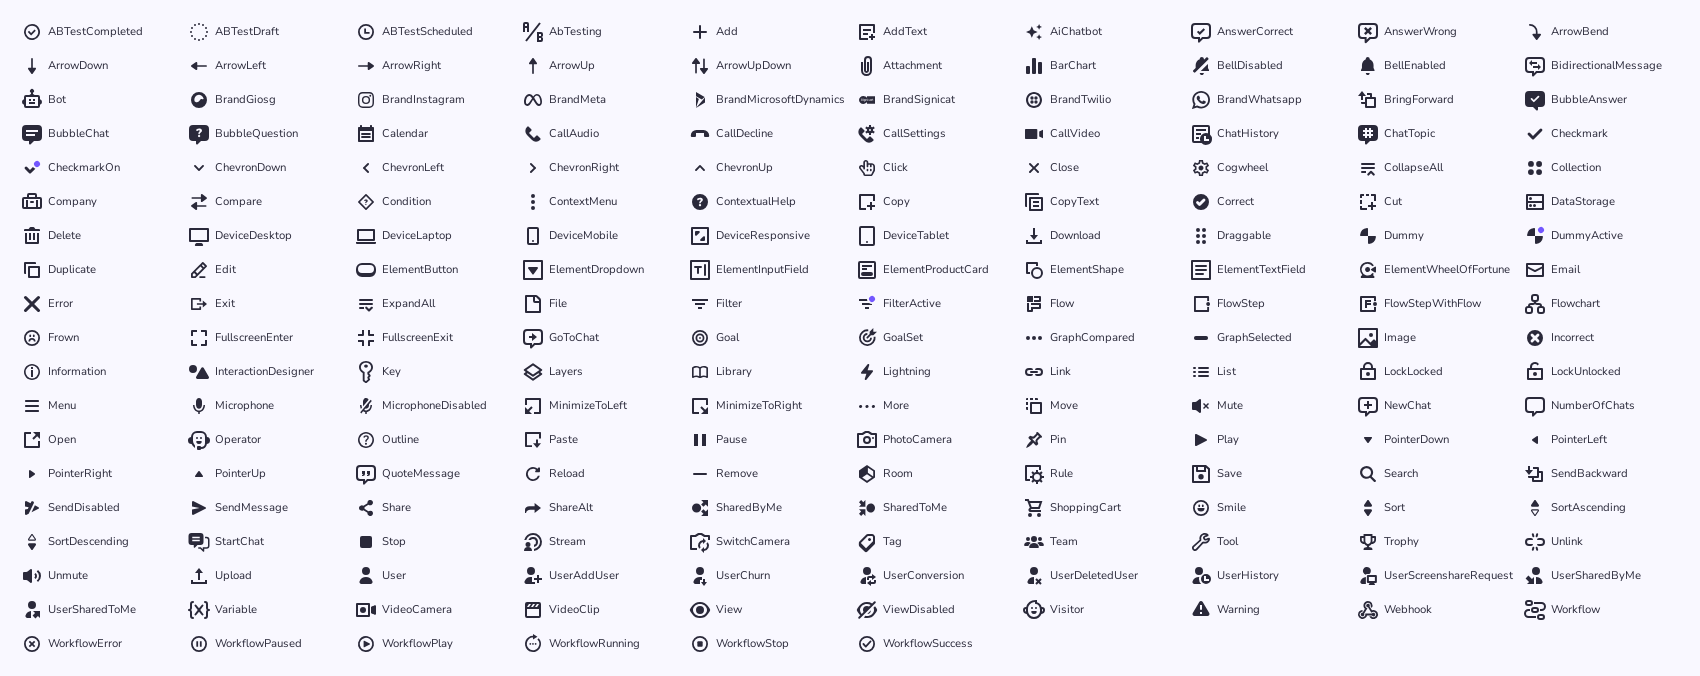 ABTestCompleted ABTestDraft ABTestScheduled AbTesting Add AddText AiChatbot AnswerCorrect AnswerWrong ArrowBend
ArrowDown ArrowLeft ArrowRight ArrowUp ArrowUpDown Attachment BarChart BellDisabled BellEnabled BidirectionalMessage
Bot BrandGiosg BrandInstagram BrandMeta BrandMicrosoftDynamics BrandSignicat BrandTwilio BrandWhatsapp BringForward BubbleAnswer
BubbleChat BubbleQuestion Calendar CallAudio CallDecline CallSettings CallVideo ChatHistory ChatTopic Checkmark
CheckmarkOn ChevronDown ChevronLeft ChevronRight ChevronUp Click Close Cogwheel CollapseAll Collection
Company Compare Condition ContextMenu ContextualHelp Copy CopyText Correct Cut DataStorage
Delete DeviceDesktop DeviceLaptop DeviceMobile DeviceResponsive DeviceTablet Download Draggable Dummy DummyActive
Duplicate Edit ElementButton ElementDropdown ElementInputField ElementProductCard ElementShape ElementTextField ElementWheelOfFortune Email
Error Exit ExpandAll File Filter FilterActive Flow FlowStep FlowStepWithFlow Flowchart
Frown FullscreenEnter FullscreenExit GoToChat Goal GoalSet GraphCompared GraphSelected Image Incorrect
Information InteractionDesigner Key Layers Library Lightning Link List LockLocked LockUnlocked
Menu Microphone MicrophoneDisabled MinimizeToLeft MinimizeToRight More Move Mute NewChat NumberOfChats
Open Operator Outline Paste Pause PhotoCamera Pin Play PointerDown PointerLeft
PointerRight PointerUp QuoteMessage Reload Remove Room Rule Save Search SendBackward
SendDisabled SendMessage Share ShareAlt SharedByMe SharedToMe ShoppingCart Smile Sort SortAscending
SortDescending StartChat Stop Stream SwitchCamera Tag Team Tool Trophy Unlink
Unmute Upload User UserAddUser UserChurn UserConversion UserDeletedUser UserHistory UserScreenshareRequest UserSharedByMe
UserSharedToMe Variable VideoCamera VideoClip View ViewDisabled Visitor Warning Webhook Workflow
WorkflowError WorkflowPaused WorkflowPlay WorkflowRunning WorkflowStop WorkflowSuccess